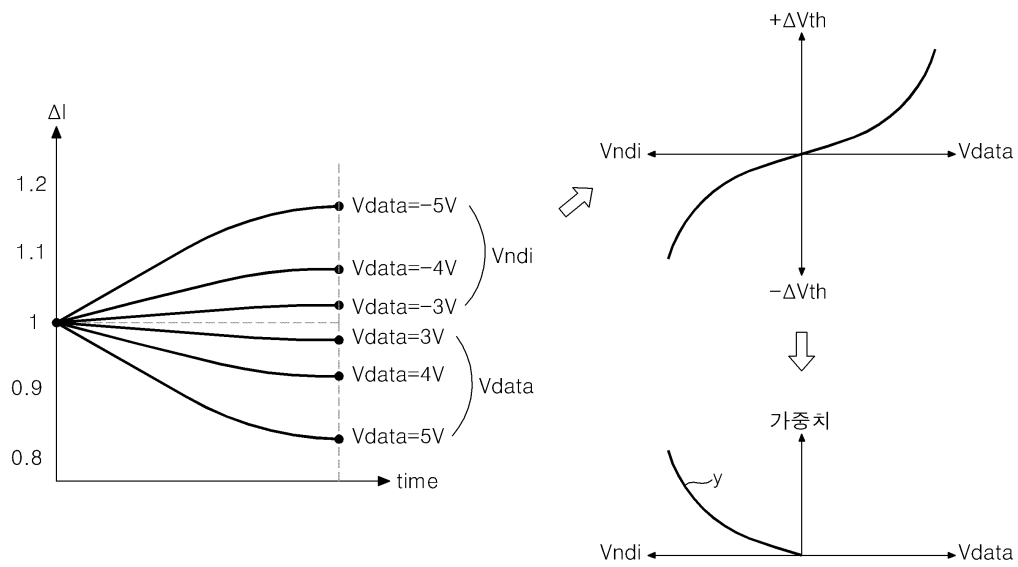 ΔI
1.2
1.1
1
0.9
0.8
time
Vdata=-5V
Vdata=-4V
Vdata=-3V
Vndi
Vdata=3V
Vdata=4V
Vdata=5V
Vdata
+ΔVth
Vndi
Vdata
-ΔVth
가중치
y
Vndi
Vdata